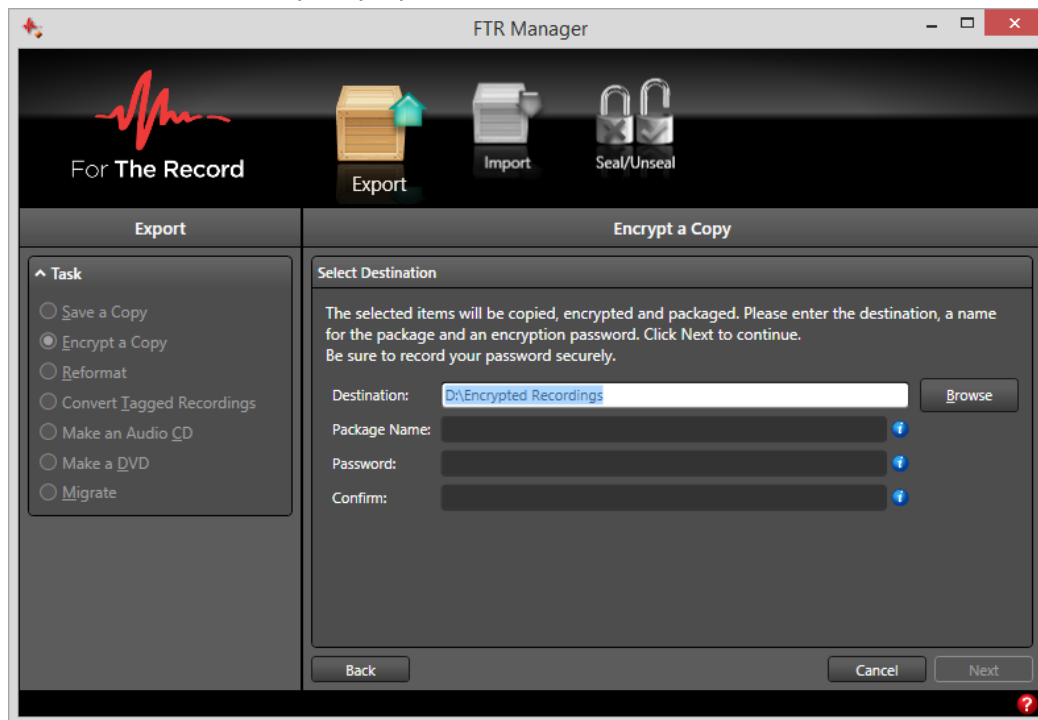 FTR Manager
For The Record
Export
Import
Seal/Unseal
Export
Encrypt a Copy
Task
Save a Copy
Encrypt a Copy
Reformat
Convert Tagged Recordings
Make an Audio CD
Make a DVD
Migrate
Select Destination
The selected items will be copied, encrypted and packaged. Please enter the destination, a name
for the package and an encryption password. Click Next to continue.
Be sure to record your password securely.
Destination: D:\Encrypted Recordings Browse
Package Name:
Password:
Confirm:
Back Cancel Next